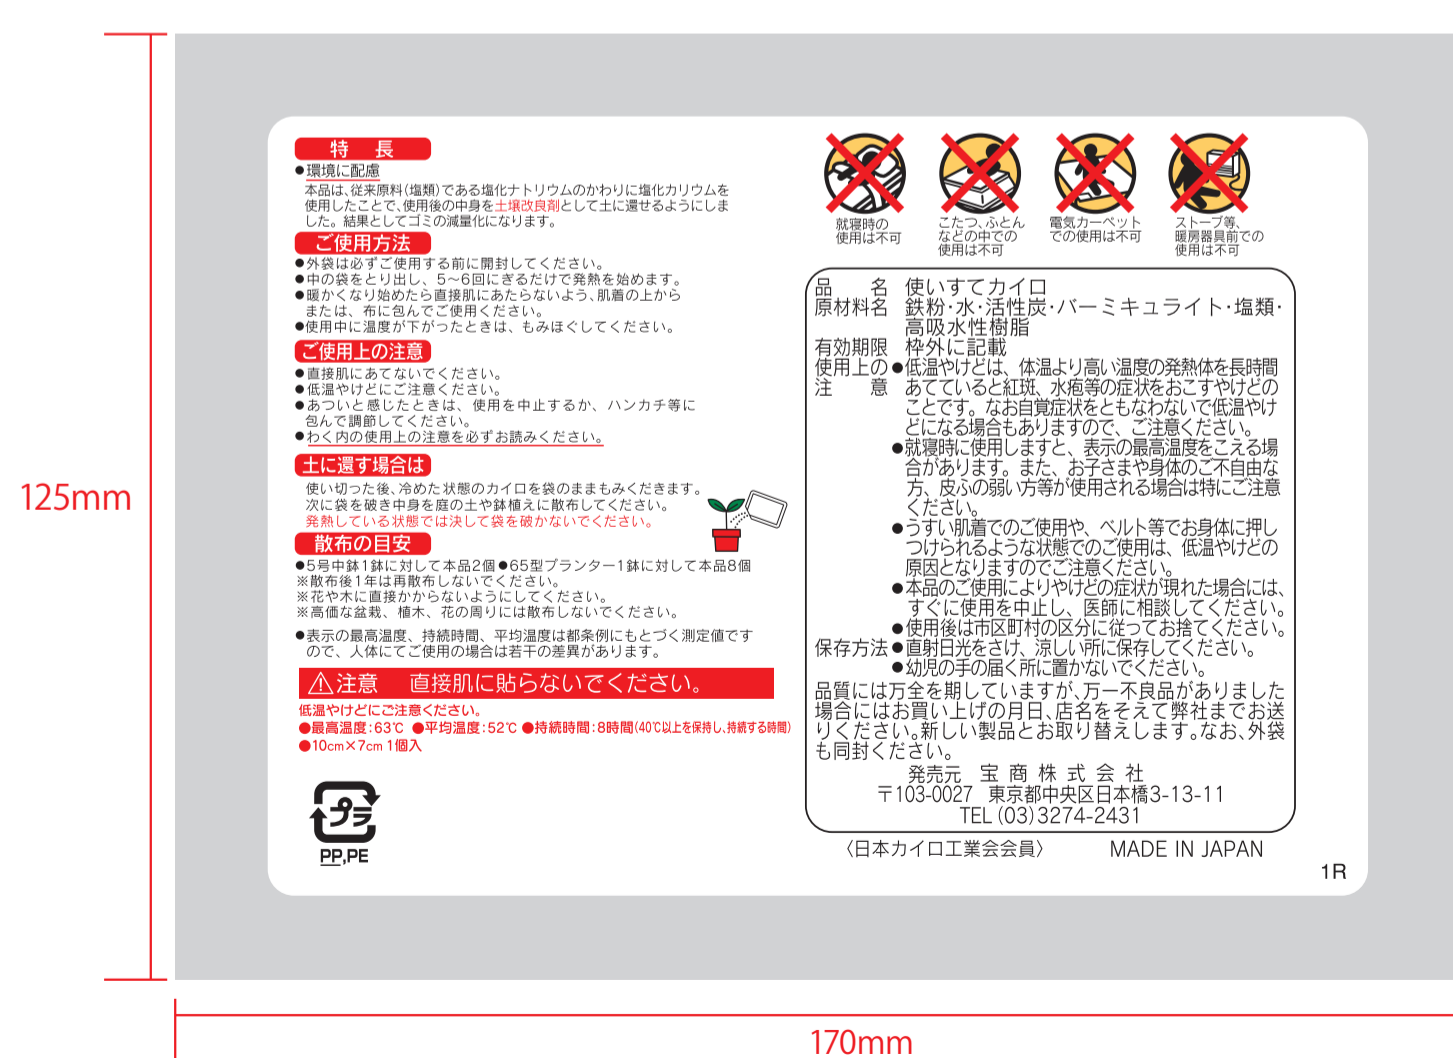 特　長
●環境に配慮
本品は、従来原料(塩類)である塩化ナトリウムのかわりに塩化カリウムを
使用したことで、使用後の中身を土壌改良剤として土に還せるようにしま
した。結果としてゴミの減量化になります。
ご使用方法
●外袋は必ずご使用する前に開封してください。
●中の袋をとり出し、5〜6回にぎるだけで発熱を始めます。
●暖かくなり始めたら直接肌にあたらないよう、肌着の上から
または、布に包んでご使用ください。
●使用中に温度が下がったときは、もみほぐしてください。
ご使用上の注意
●直接肌にあてないでください。
●低温やけどにご注意ください。
●あついと感じたときは、使用を中止するか、ハンカチ等に
包んで調節してください。
●わく内の使用上の注意を必ずお読みください。
土に還す場合は
使い切った後、冷めた状態のカイロを袋のままもみくだきます。
次に袋を破き中身を庭の土や鉢植えに散布してください。
発熱している状態では決して袋を破かないでください。
散布の目安
●5号中鉢1鉢に対して本品2個 ●65型プランター1鉢に対して本品8個
※散布後1年は再散布しないでください。
※花や木に直接かからないようにしてください。
※高価な盆栽、植木、花の周りには散布しないでください。
●表示の最高温度、持続時間、平均温度は都条例にもとづく測定値です
ので、人体にてご使用の場合は若干の差異があります。
⚠注意　直接肌に貼らないでください。
低温やけどにご注意ください。
●最高温度:63℃ ●平均温度:52℃ ●持続時間:8時間(40℃以上を保持し、持続する時間)
●10cm×7cm 1個入
プラ
PP,PE
就寝時の
使用は不可
こたつ、ふとん
などの中での
使用は不可
電気カーペット
での使用は不可
ストーブ等、
暖房器具前での
使用は不可
品　　名　使いすてカイロ
原材料名　鉄粉・水・活性炭・バーミキュライト・塩類・
高吸水性樹脂
有効期限　枠外に記載
使用上の ●低温やけどは、体温より高い温度の発熱体を長時間
注　　意　あてていると紅斑、水疱等の症状をおこすやけどの
ことです。なお自覚症状をともなわないで低温やけ
どになる場合もありますので、ご注意ください。
●就寝時に使用しますと、表示の最高温度をこえる場
合があります。また、お子さまや身体のご不自由な
方、皮ふの弱い方等が使用される場合は特にご注意
ください。
●うすい肌着でのご使用や、ベルト等でお身体に押し
つけられるような状態でのご使用は、低温やけどの
原因となりますのでご注意ください。
●本品のご使用によりやけどの症状が現れた場合には、
すぐに使用を中止し、医師に相談してください。
●使用後は市区町村の区分に従ってお捨てください。
保存方法 ●直射日光をさけ、涼しい所に保存してください。
●幼児の手の届く所に置かないでください。
品質には万全を期していますが、万一不良品がありました
場合にはお買い上げの月日、店名をそえて弊社までお送
りください。新しい製品とお取り替えします。なお、外袋
も同封ください。
発売元　宝 商 株 式 会 社
〒103-0027　東京都中央区日本橋3-13-11
TEL (03)3274-2431
〈日本カイロ工業会会員〉　MADE IN JAPAN
1R
125mm
170mm